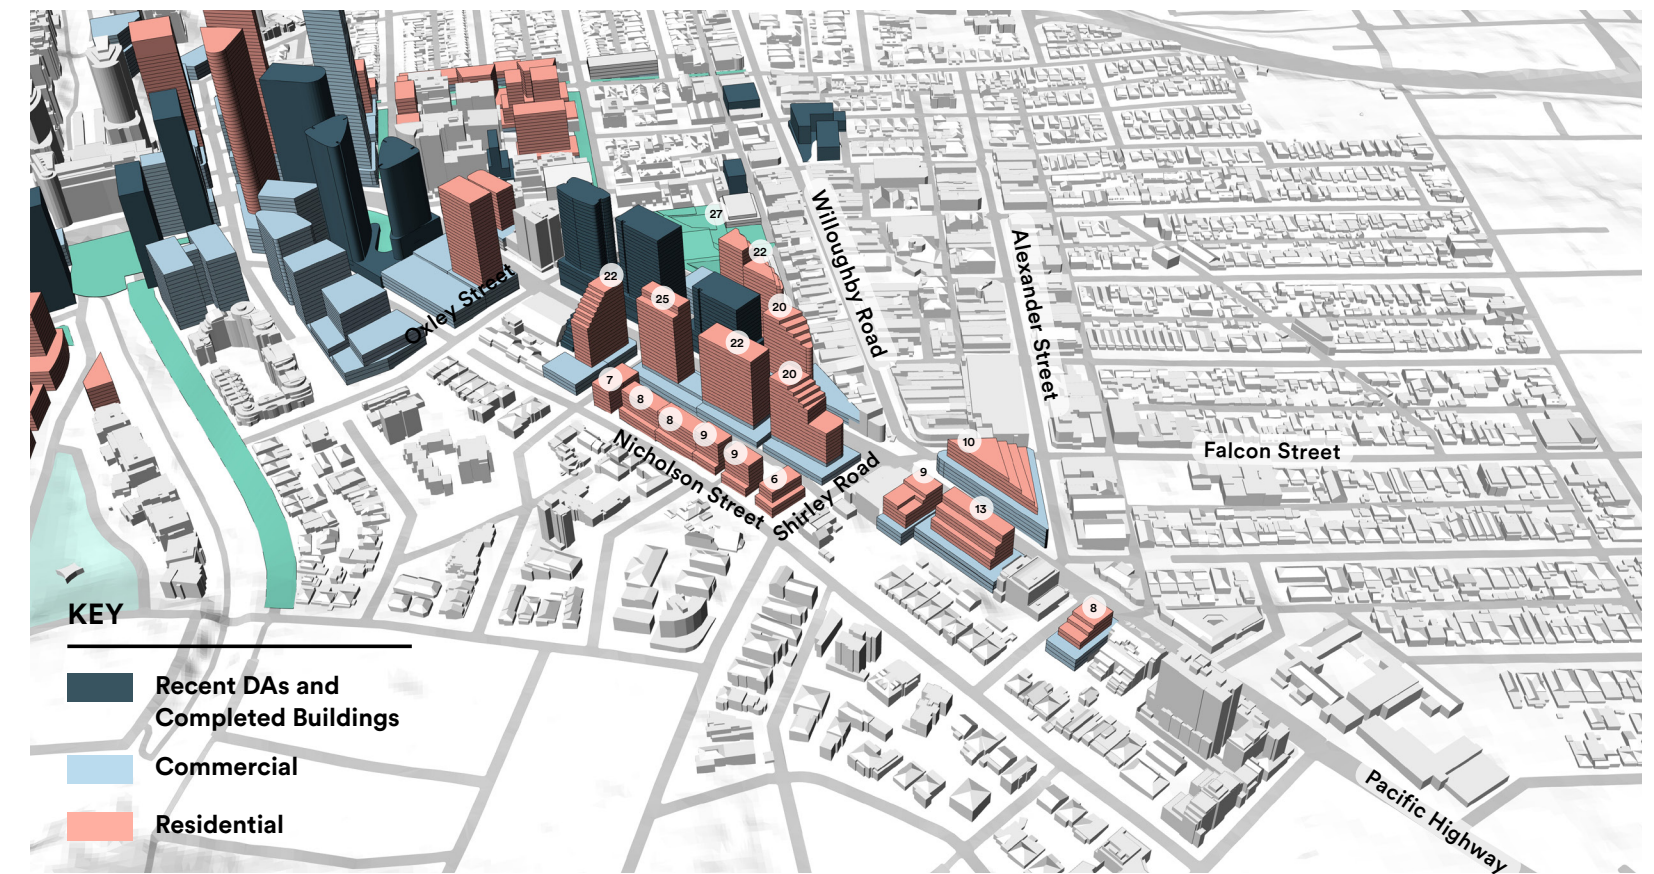 27
22
22
25
20
22
20
7
8
8
9
9
6
10
9
13
8
Oxley Street
Willoughby Road
Alexander Street
Falcon Street
Nicholson Street
Shirley Road
Pacific Highway
KEY
Recent DAs and
Completed Buildings
Commercial
Residential